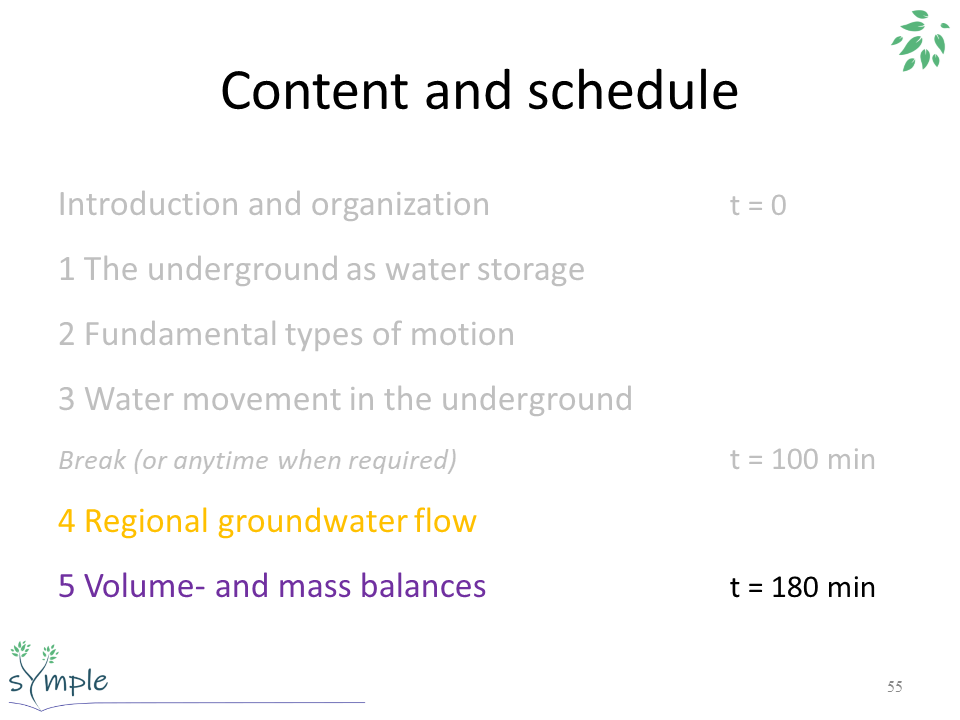 Content and schedule
Introduction and organization t = 0
1 The underground as water storage
2 Fundamental types of motion
3 Water movement in the underground
Break (or anytime when required) t = 100 min
4 Regional groundwater flow
5 Volume- and mass balances t = 180 min
sYmple
55